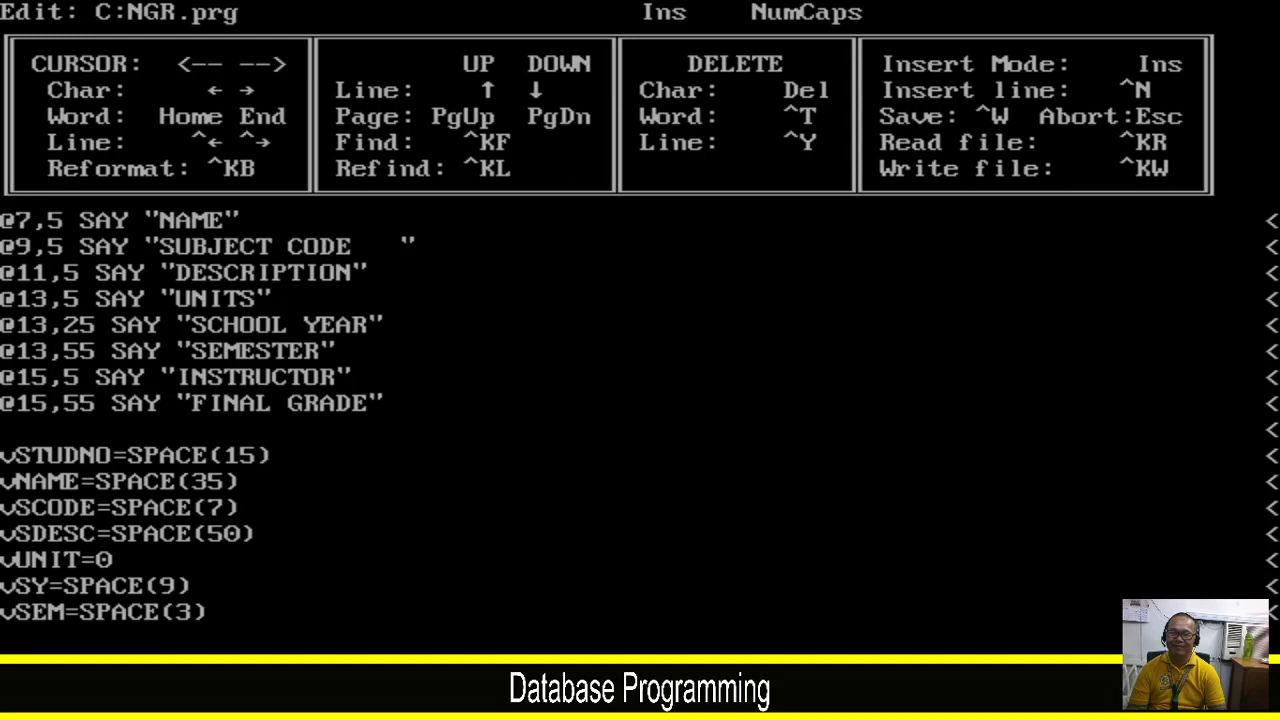 Edit: C:NGR.prg Ins NumCaps
CURSOR: <-- --> UP DOWN DELETE Insert Mode: Ins
Char: ← → Line: ↑ ↓ Char: Del Insert line: ^N
Word: Home End Page: PgUp PgDn Word: ^T Save: ^W Abort:Esc
Line: ^← ^→ Find: ^KF Line: ^Y Read file: ^KR
Reformat: ^KB Refind: ^KL Write file: ^KW
@7,5 SAY "NAME" <
@9,5 SAY "SUBJECT CODE   " <
@11,5 SAY "DESCRIPTION" <
@13,5 SAY "UNITS" <
@13,25 SAY "SCHOOL YEAR" <
@13,55 SAY "SEMESTER" <
@15,5 SAY "INSTRUCTOR" <
@15,55 SAY "FINAL GRADE" <
<
vSTUDNO=SPACE(15) <
vNAME=SPACE(35) <
vSCODE=SPACE(7) <
vSDESC=SPACE(50) <
vUNIT=0 <
vSY=SPACE(9) <
vSEM=SPACE(3) <
Database Programming